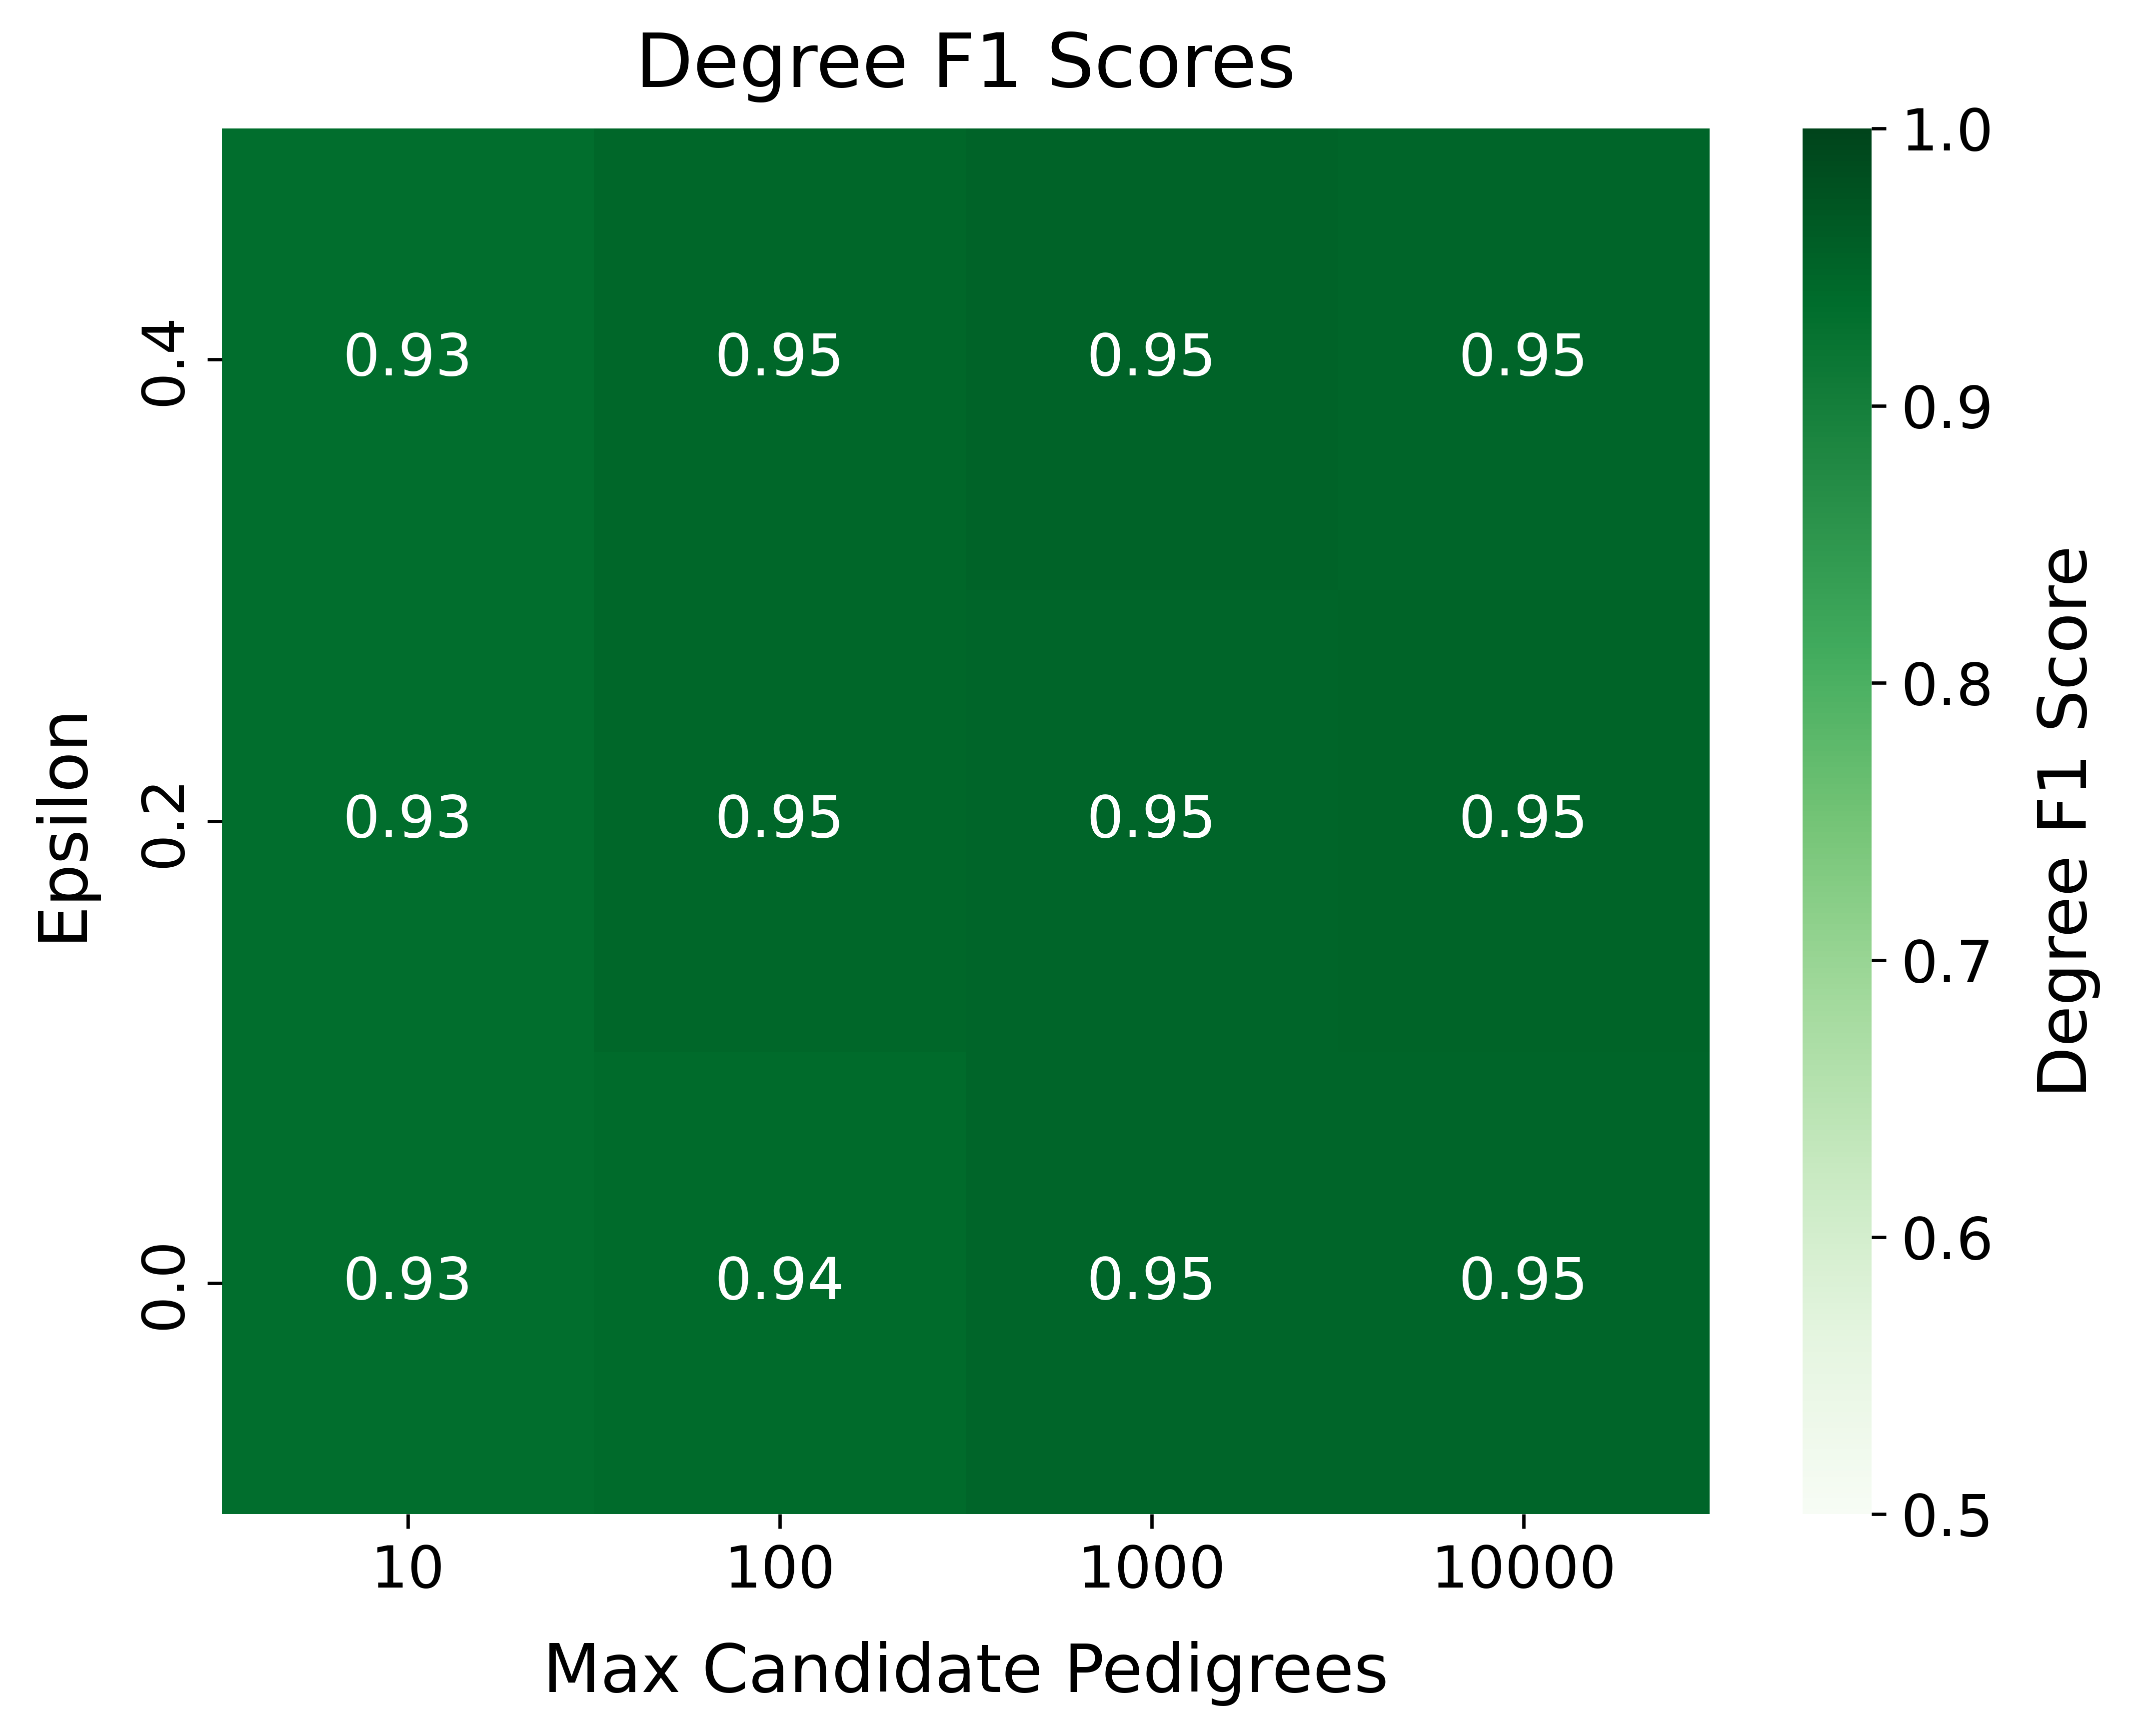 Degree F1 Scores
0.4
0.93 0.95 0.95 0.95
0.2
0.93 0.95 0.95 0.95
0.0
0.93 0.94 0.95 0.95
Epsilon
10 100 1000 10000
Max Candidate Pedigrees
1.0
0.9
0.8
0.7
0.6
0.5
Degree F1 Score